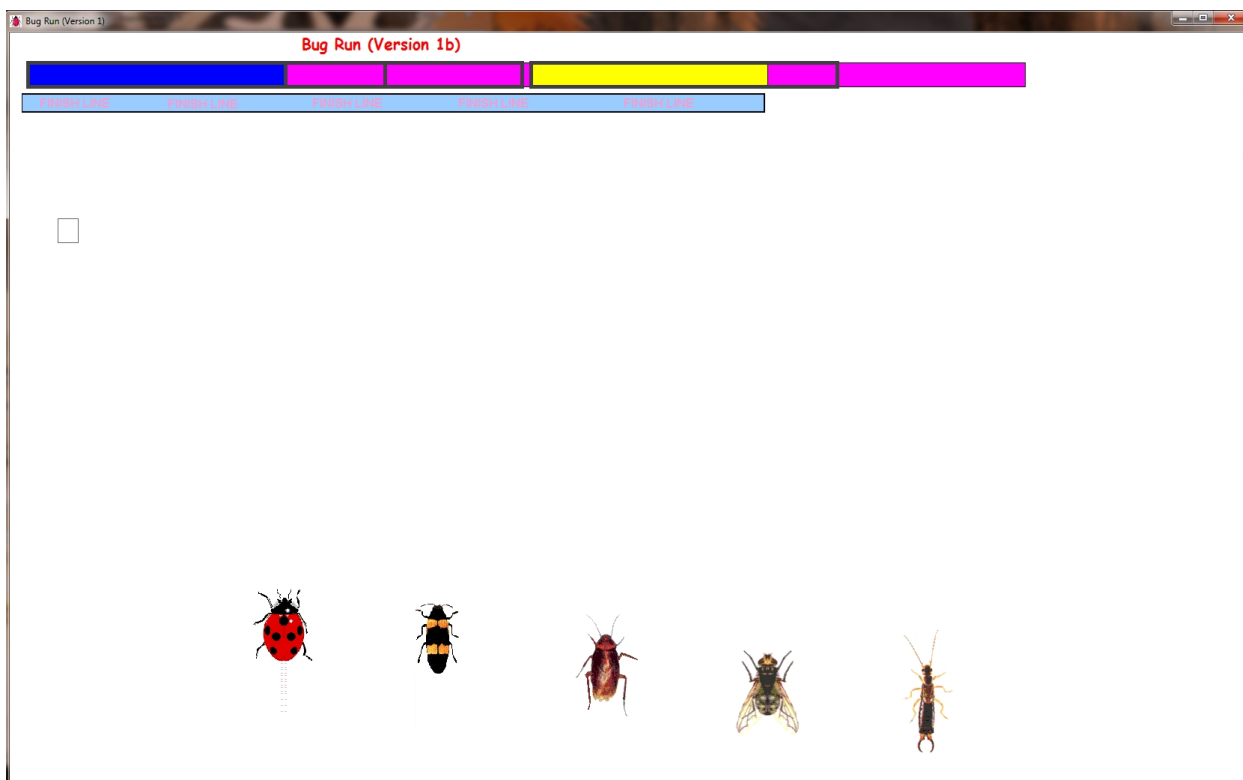 Bug Run (Version 1)
Bug Run (Version 1b)
FINISH LINE FINISH LINE FINISH LINE FINISH LINE FINISH LINE